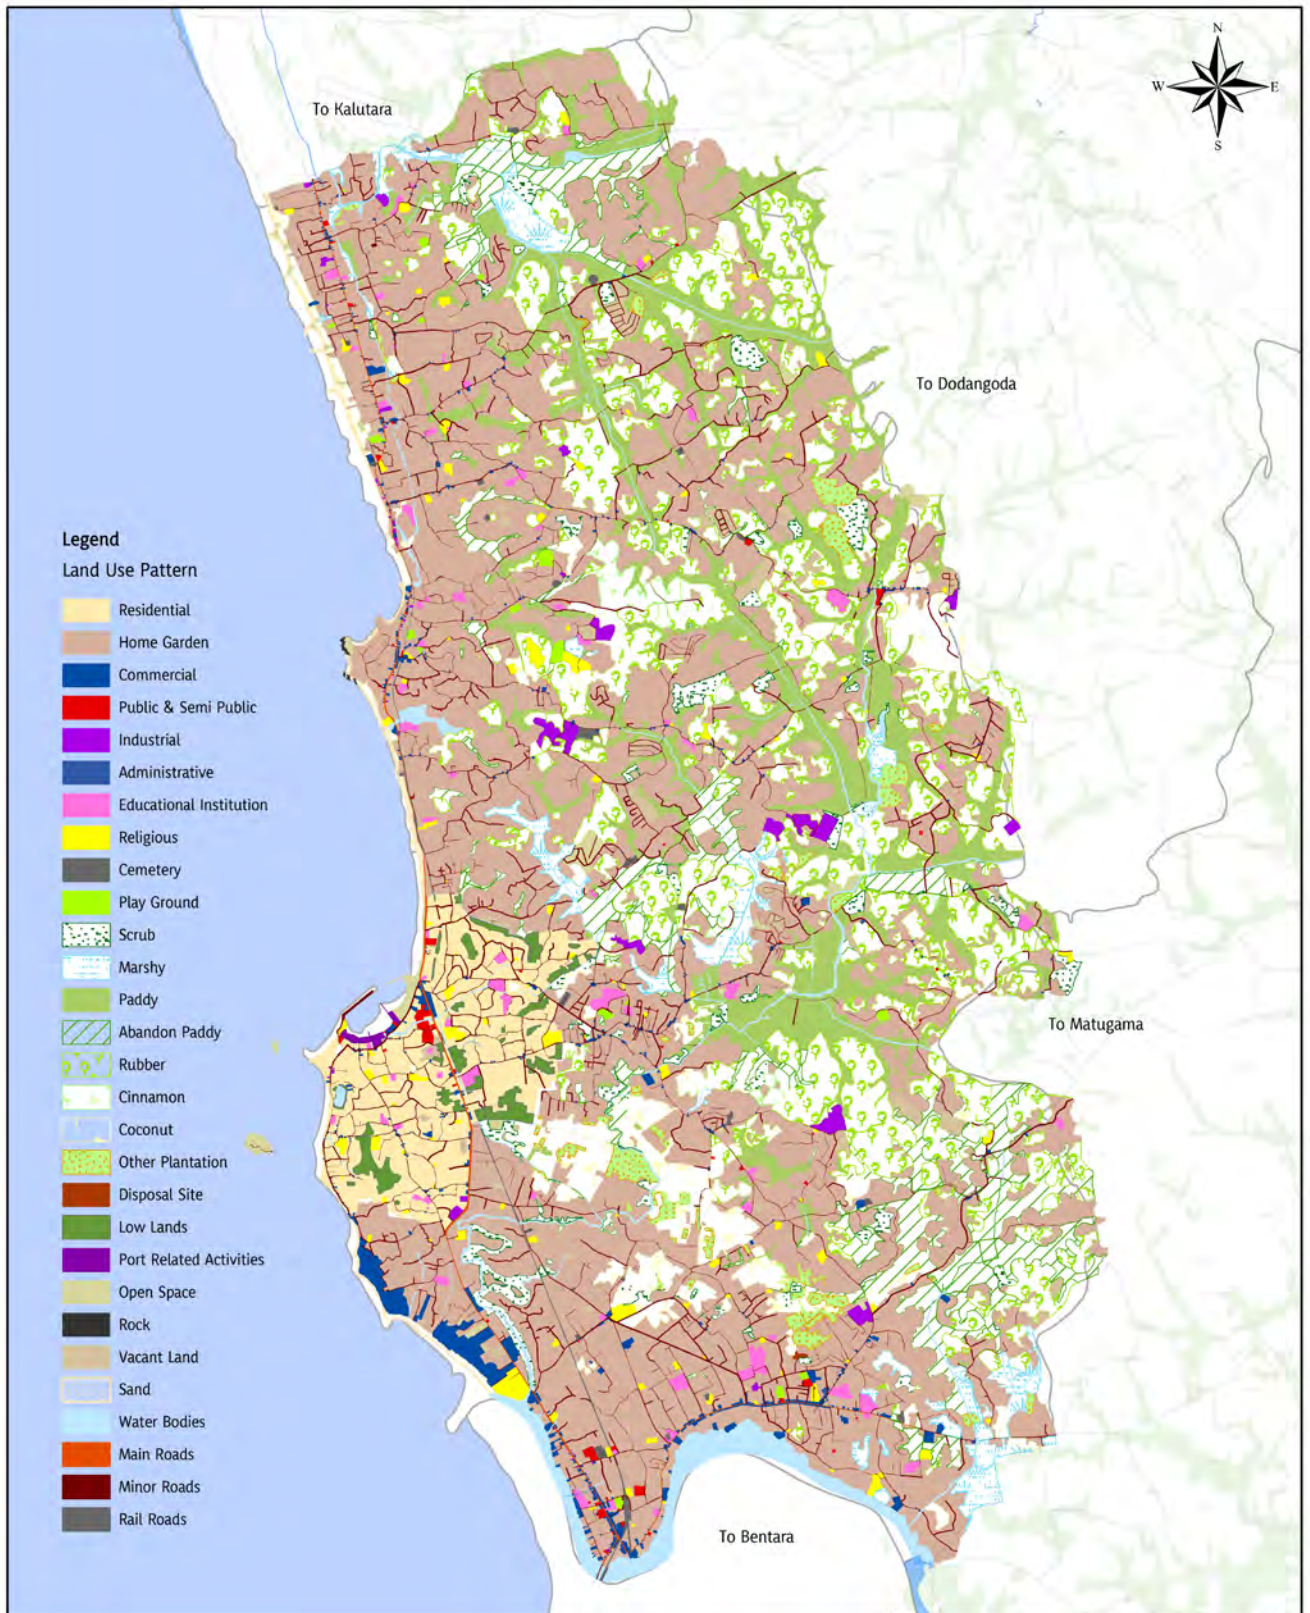 N
W
E
S
To Kalutara
To Dodangoda
Legend
Land Use Pattern
Residential
Home Garden
Commercial
Public & Semi Public
Industrial
Administrative
Educational Institution
Religious
Cemetery
Play Ground
Scrub
Marshy
Paddy
Abandon Paddy
Rubber
Cinnamon
Coconut
Other Plantation
Disposal Site
Low Lands
Port Related Activities
Open Space
Rock
Vacant Land
Sand
Water Bodies
Main Roads
Minor Roads
Rail Roads
To Matugama
To Bentara